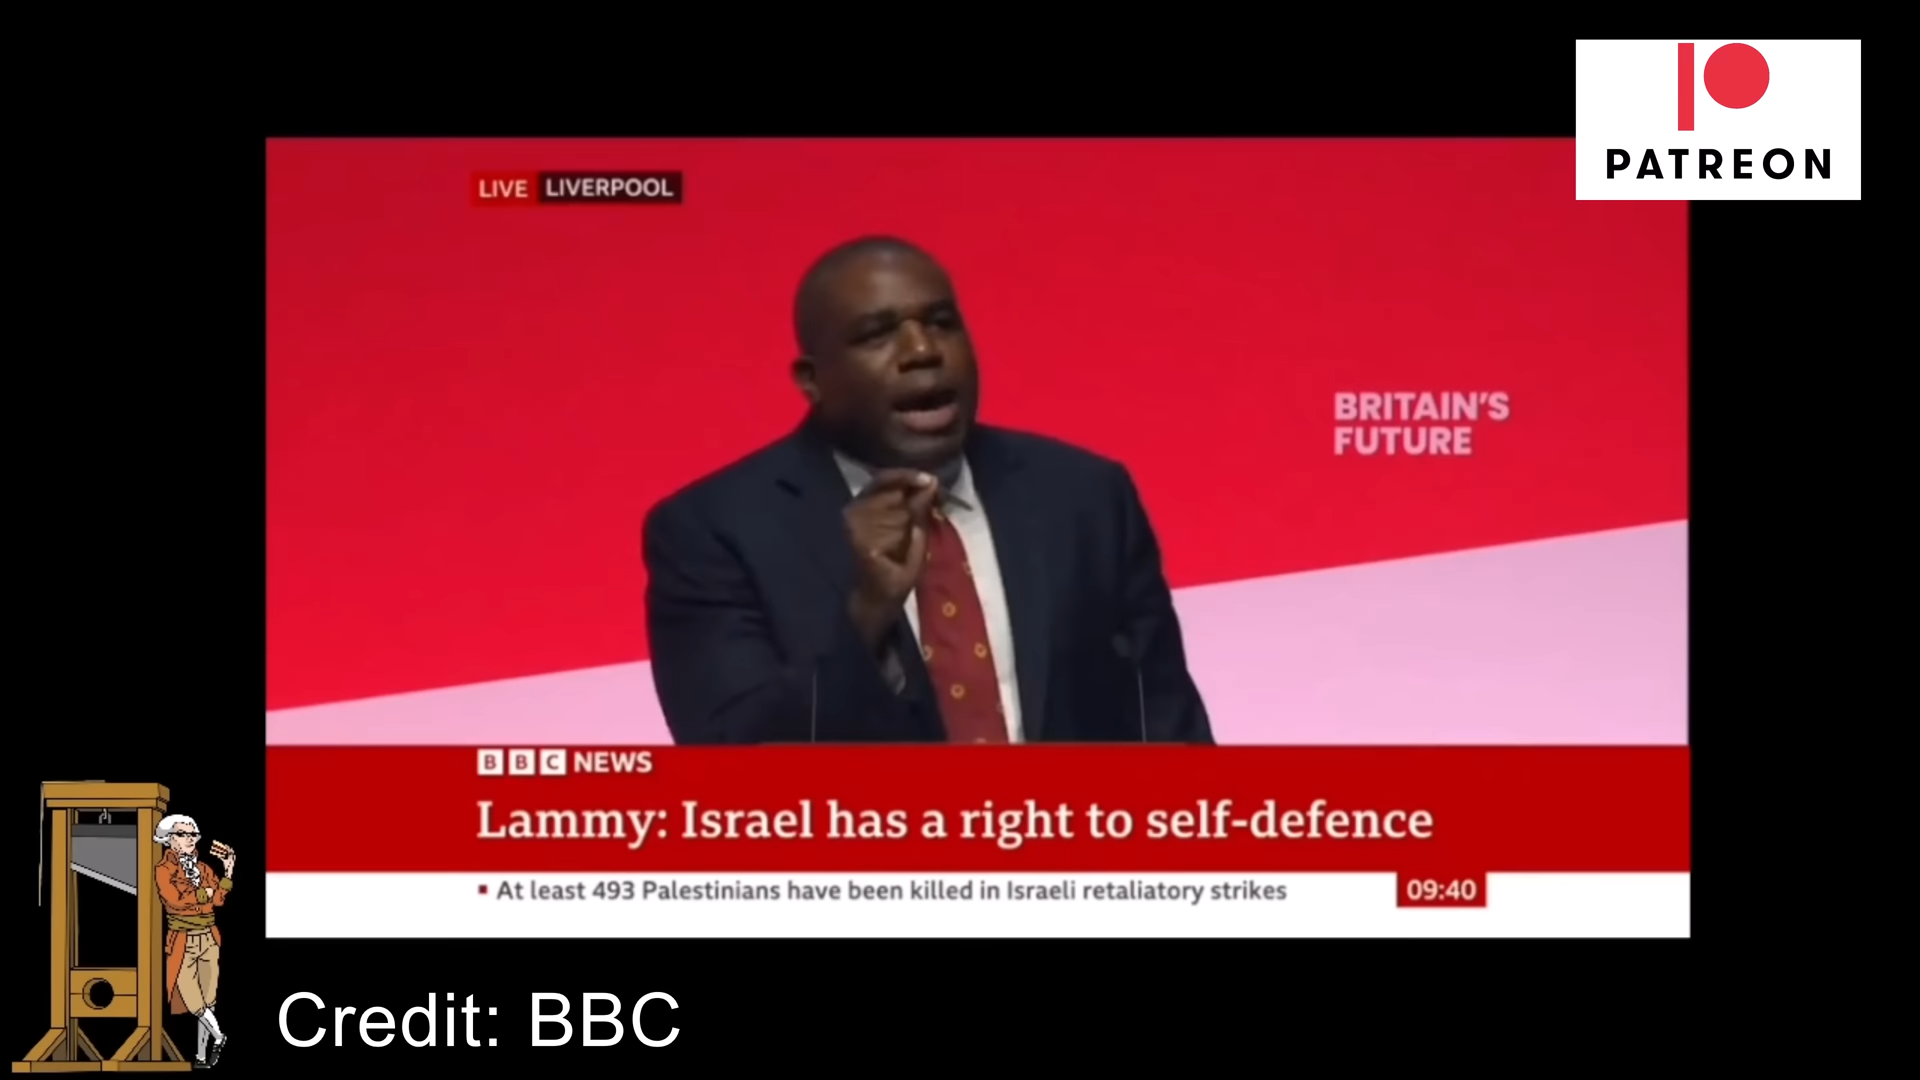 PATREON
LIVE LIVERPOOL
BRITAIN'S
FUTURE
BBC NEWS
Lammy: Israel has a right to self-defence
At least 493 Palestinians have been killed in Israeli retaliatory strikes
09:40
Credit: BBC